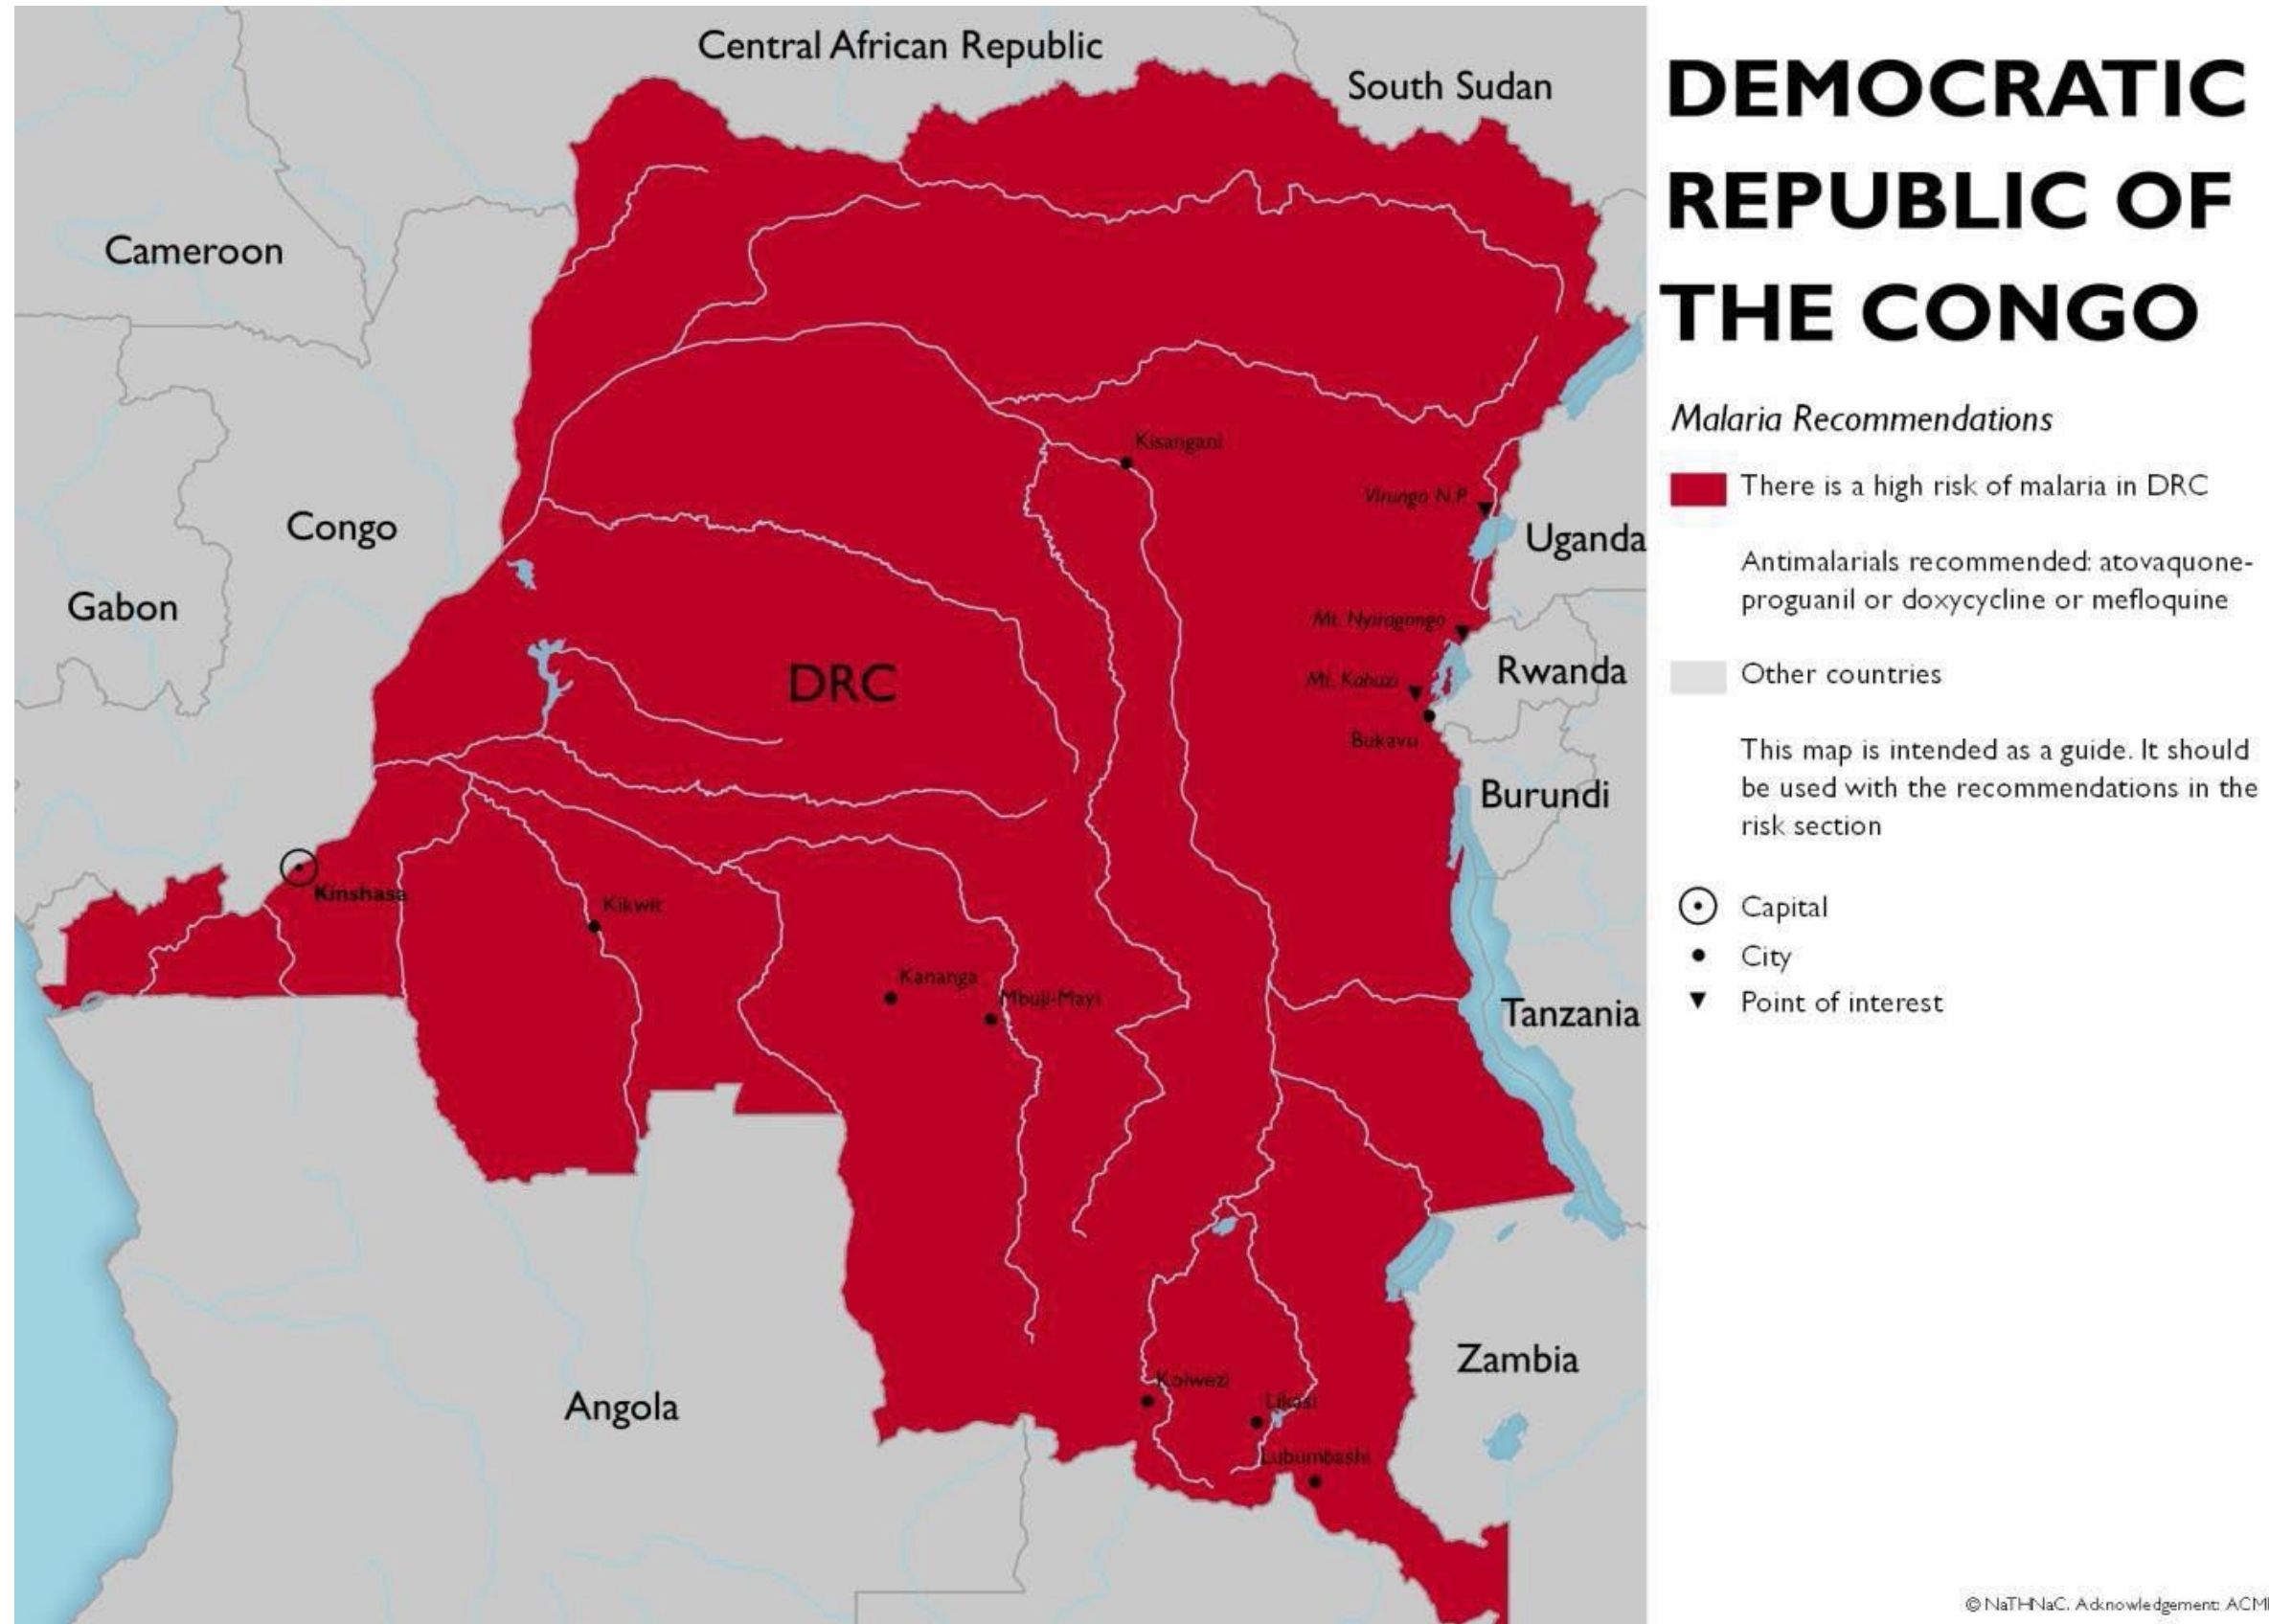 Central African Republic
South Sudan
Cameroon
Congo
Gabon
Kisangani
Virunga N.P.
Uganda
Mt. Nyiragongo
Rwanda
Mt. Kahuzi
DRC
Bukavu
Burundi
Kinshasa
Kikwit
Kananga
Mbuji-Mayi
Tanzania
Angola
Zambia
Kolwezi
Likasi
Lubumbashi
DEMOCRATIC
REPUBLIC OF
THE CONGO
Malaria Recommendations
There is a high risk of malaria in DRC
Antimalarials recommended: atovaquone-
proguanil or doxycycline or mefloquine
Other countries
This map is intended as a guide. It should
be used with the recommendations in the
risk section
Capital
City
Point of interest
© NaTHNaC. Acknowledgement: ACM